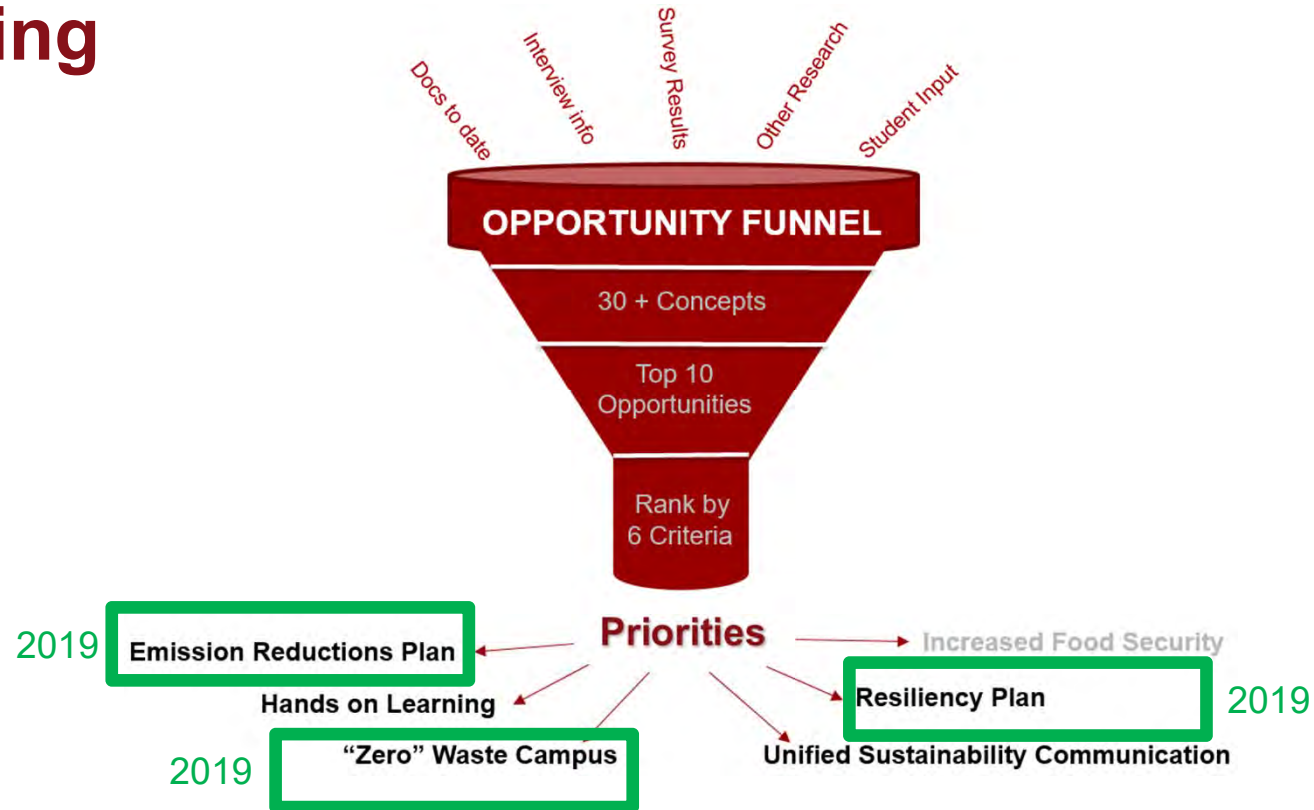 ing
Docs to date
Interview info
Survey Results
Other Research
Student Input
OPPORTUNITY FUNNEL
30 + Concepts
Top 10
Opportunities
Rank by
6 Criteria
Priorities
2019
Emission Reductions Plan
Increased Food Security
Hands on Learning
Resiliency Plan
2019
2019
“Zero” Waste Campus
Unified Sustainability Communication